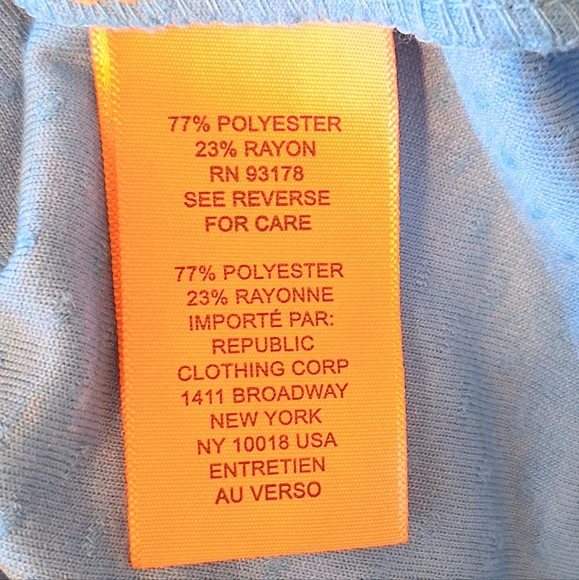 77% POLYESTER
23% RAYON
RN 93178
SEE REVERSE
FOR CARE
77% POLYESTER
23% RAYONNE
IMPORTÉ PAR:
REPUBLIC
CLOTHING CORP
1411 BROADWAY
NEW YORK
NY 10018 USA
ENTRETIEN
AU VERSO